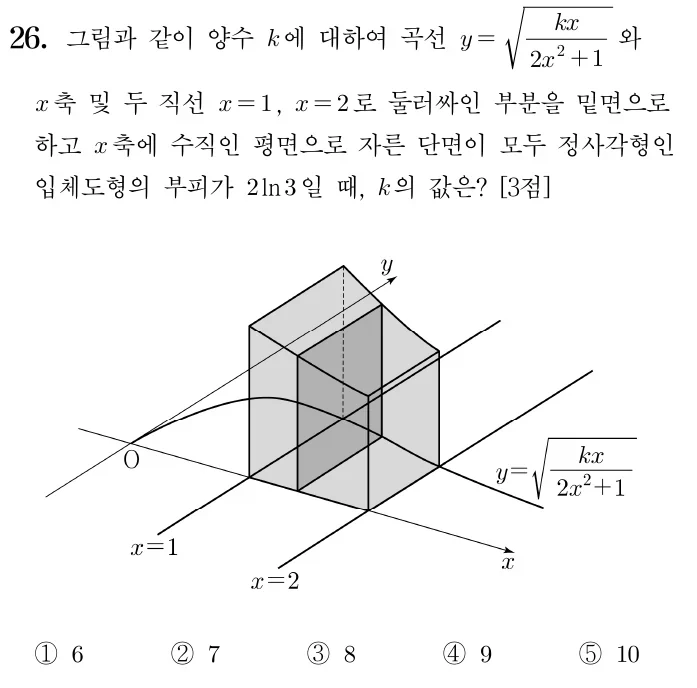 26. 그림과 같이 양수 k에 대하여 곡선 y=√(kx/(2x²+1)) 와
x축 및 두 직선 x=1, x=2로 둘러싸인 부분을 밑면으로
하고 x축에 수직인 평면으로 자른 단면이 모두 정사각형인
입체도형의 부피가 2ln3일 때, k의 값은? [3점]
y
O
y=√(kx/(2x²+1))
x=1
x
x=2
① 6 ② 7 ③ 8 ④ 9 ⑤ 10